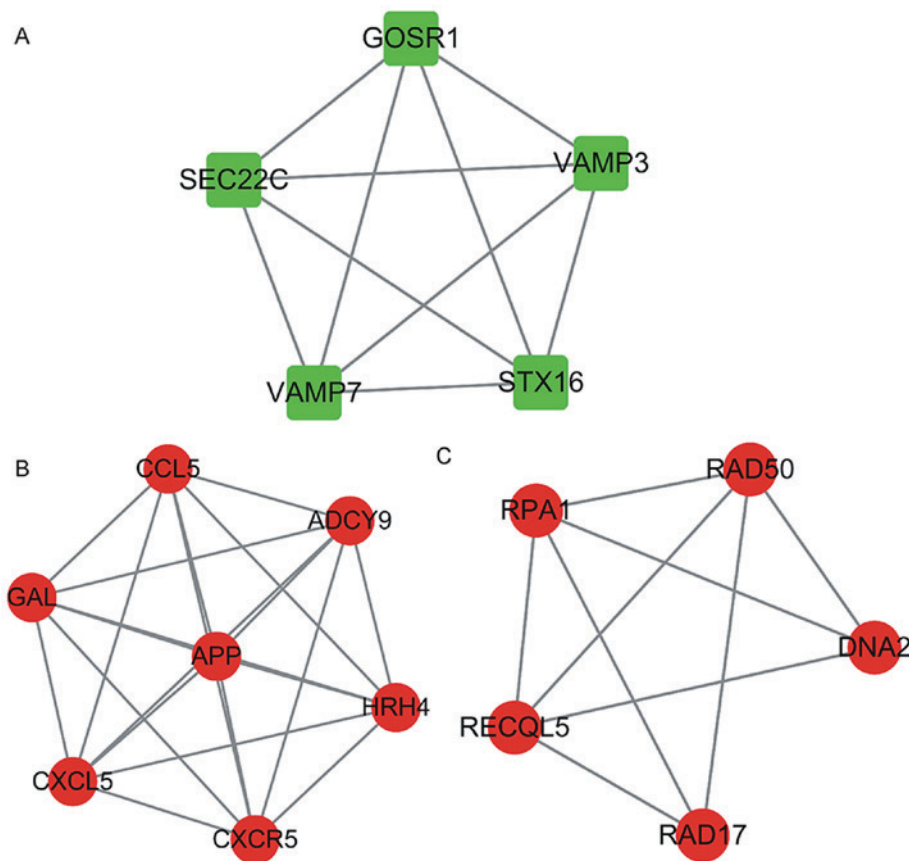 A
GOSR1
VAMP3
SEC22C
VAMP7
STX16
B
CCL5
ADCY9
GAL
APP
HRH4
CXCL5
CXCR5
C
RAD50
RPA1
DNA2
RECQL5
RAD17